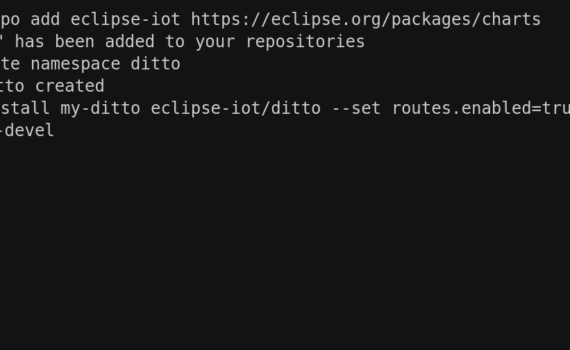 po add eclipse-iot https://eclipse.org/packages/charts
" has been added to your repositories
te namespace ditto
tto created
stall my-ditto eclipse-iot/ditto --set routes.enabled=tru
-devel